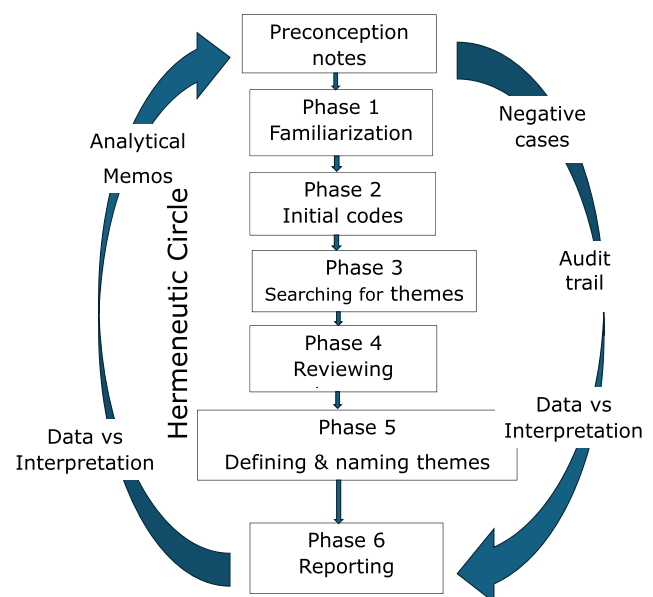 Preconception
notes
Phase 1
Familiarization
Phase 2
Initial codes
Phase 3
Searching for themes
Phase 4
Reviewing
Phase 5
Defining & naming themes
Phase 6
Reporting
Analytical
Memos
Hermeneutic Circle
Data vs
Interpretation
Negative
cases
Audit
trail
Data vs
Interpretation